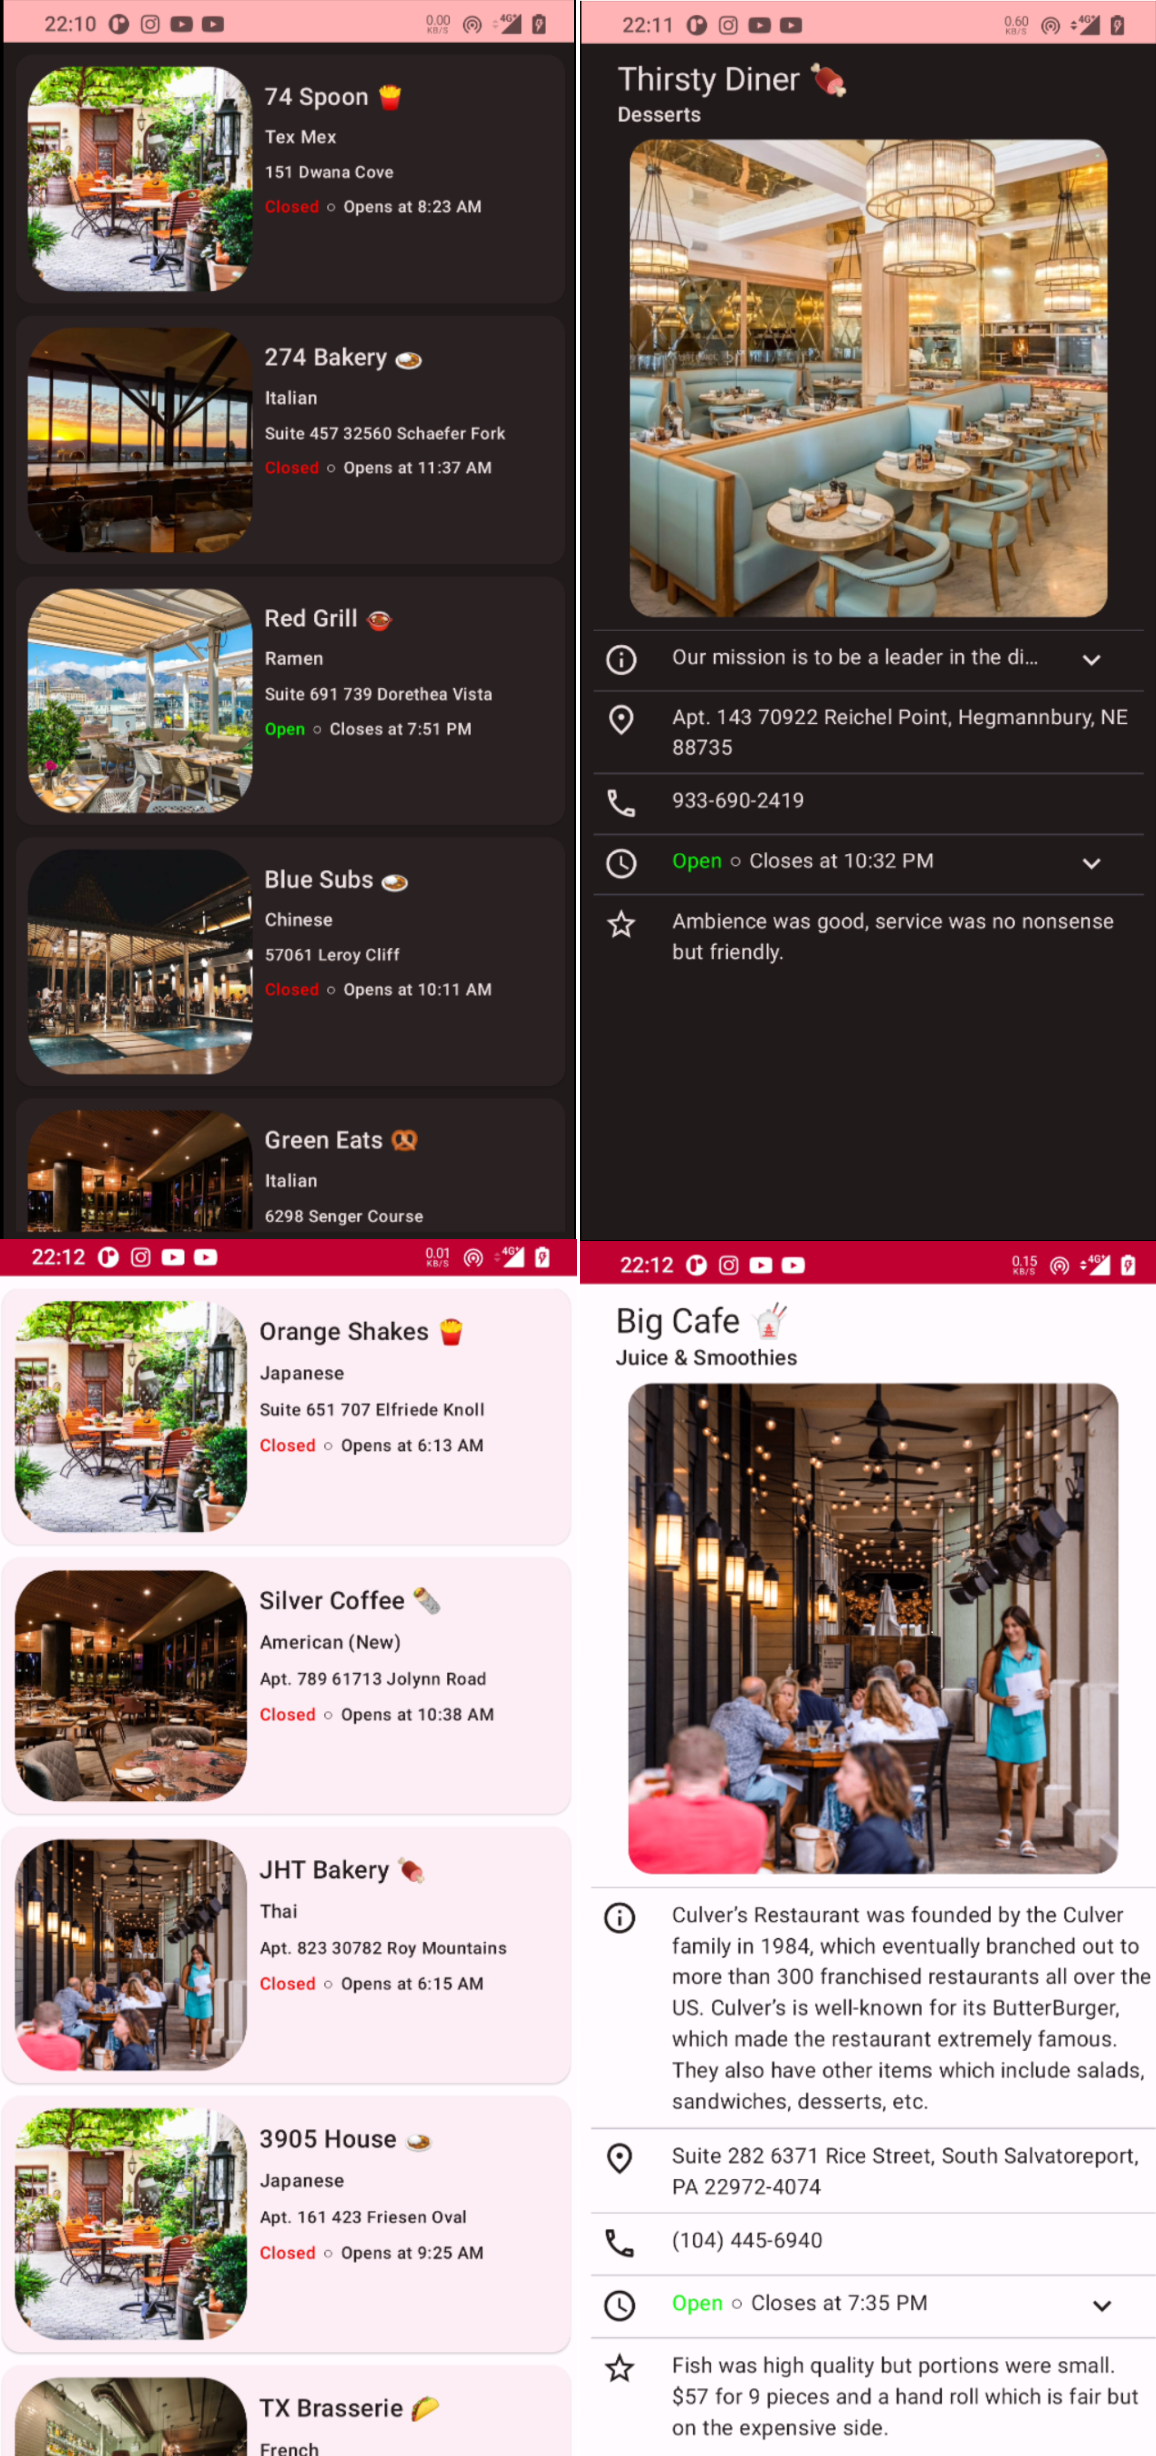 22:10
0.00
KB/S
4G+
74 Spoon 🍟
Tex Mex
151 Dwana Cove
Closed ○ Opens at 8:23 AM
274 Bakery 🍛
Italian
Suite 457 32560 Schaefer Fork
Closed ○ Opens at 11:37 AM
Red Grill 🍲
Ramen
Suite 691 739 Dorethea Vista
Open ○ Closes at 7:51 PM
Blue Subs 🍛
Chinese
57061 Leroy Cliff
Closed ○ Opens at 10:11 AM
Green Eats 🥨
Italian
6298 Senger Course
22:11
0.60
KB/S
4G+
Thirsty Diner 🍖
Desserts
Our mission is to be a leader in the di...
Apt. 143 70922 Reichel Point, Hegmannbury, NE
88735
933-690-2419
Open ○ Closes at 10:32 PM
Ambience was good, service was no nonsense
but friendly.
22:12
0.01
KB/S
4G+
Orange Shakes 🍟
Japanese
Suite 651 707 Elfriede Knoll
Closed ○ Opens at 6:13 AM
Silver Coffee 🌯
American (New)
Apt. 789 61713 Jolynn Road
Closed ○ Opens at 10:38 AM
JHT Bakery 🍖
Thai
Apt. 823 30782 Roy Mountains
Closed ○ Opens at 6:15 AM
3905 House 🍛
Japanese
Apt. 161 423 Friesen Oval
Closed ○ Opens at 9:25 AM
TX Brasserie 🌮
French
22:12
0.15
KB/S
4G+
Big Cafe 🥡
Juice & Smoothies
Culver's Restaurant was founded by the Culver
family in 1984, which eventually branched out to
more than 300 franchised restaurants all over the
US. Culver's is well-known for its ButterBurger,
which made the restaurant extremely famous.
They also have other items which include salads,
sandwiches, desserts, etc.
Suite 282 6371 Rice Street, South Salvatoreport,
PA 22972-4074
(104) 445-6940
Open ○ Closes at 7:35 PM
Fish was high quality but portions were small.
$57 for 9 pieces and a hand roll which is fair but
on the expensive side.